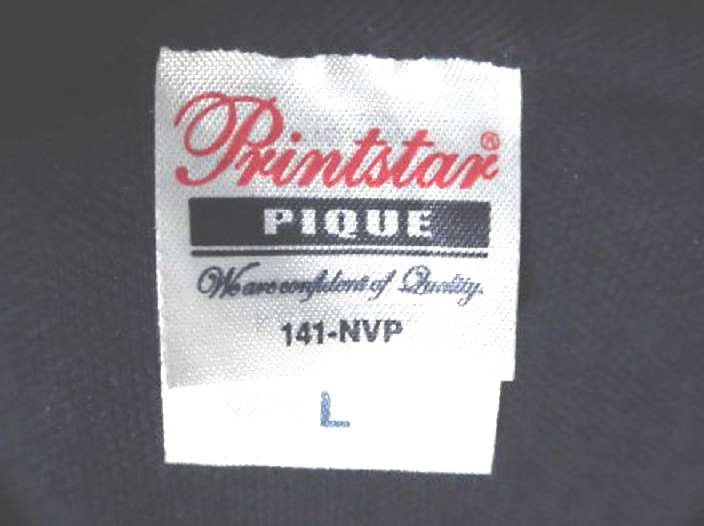 Printstar®
PIQUE
We are confident of Quality.
141-NVP
L